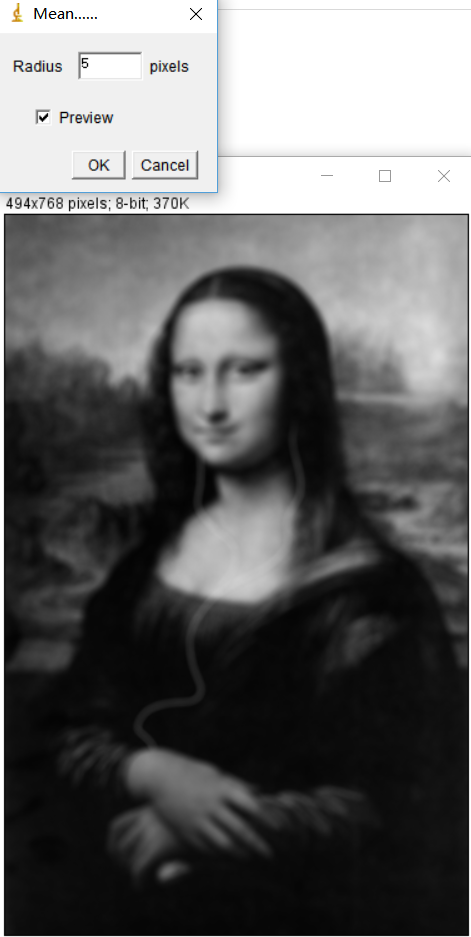 Mean......
Radius 5 pixels
Preview
OK Cancel
494x768 pixels; 8-bit; 370K